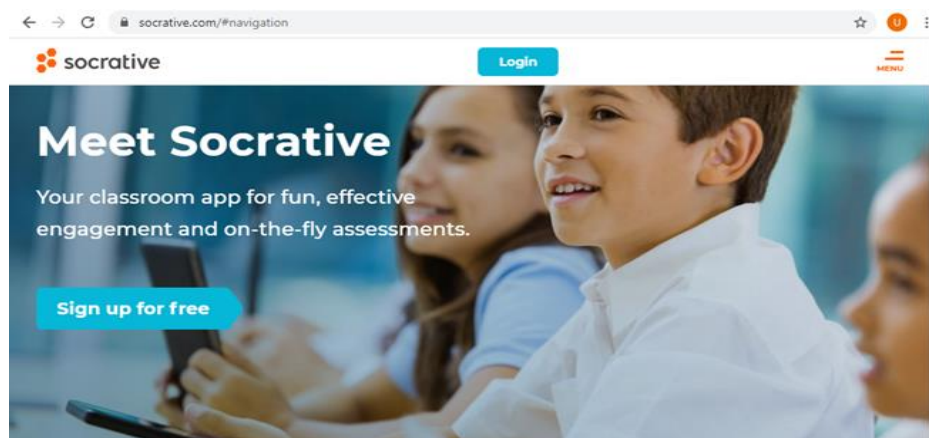 socrative.com/#navigation
U
socrative
Login
MENU
Meet Socrative
Your classroom app for fun, effective
engagement and on-the-fly assessments.
Sign up for free